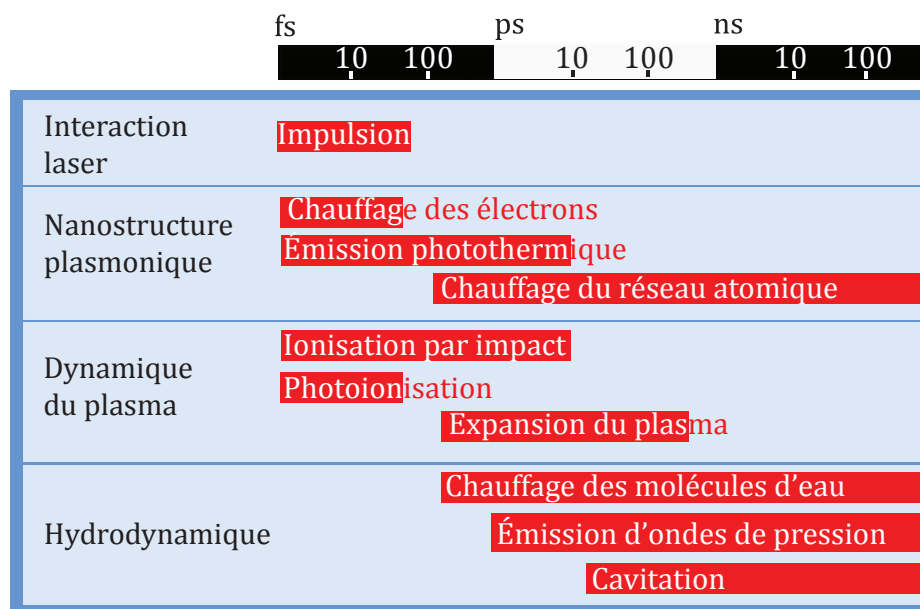 fs ps ns
10 100 10 100 10 100
Interaction
laser
Impulsion
Nanostructure
plasmonique
Chauffage des électrons
Émission photothermique
Chauffage du réseau atomique
Dynamique
du plasma
Ionisation par impact
Photoionisation
Expansion du plasma
Hydrodynamique
Chauffage des molécules d'eau
Émission d'ondes de pression
Cavitation